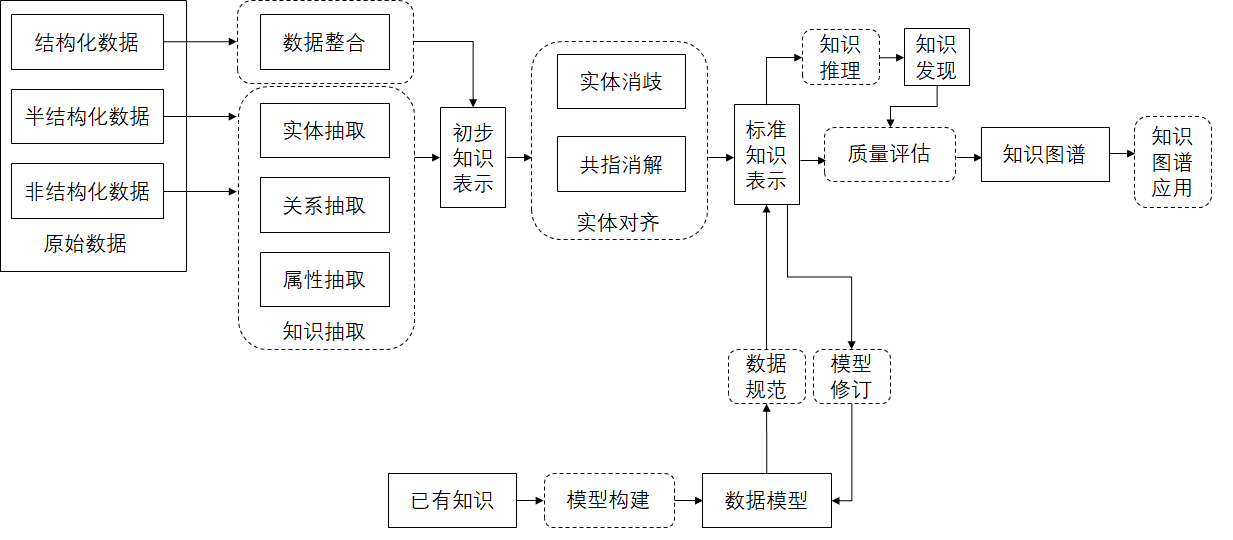 结构化数据
半结构化数据
非结构化数据
原始数据
数据整合
实体抽取
关系抽取
属性抽取
知识抽取
初步
知识
表示
实体消歧
共指消解
实体对齐
标准
知识
表示
知识
推理
知识
发现
质量评估
知识图谱
知识
图谱
应用
数据
规范
模型
修订
已有知识
模型构建
数据模型